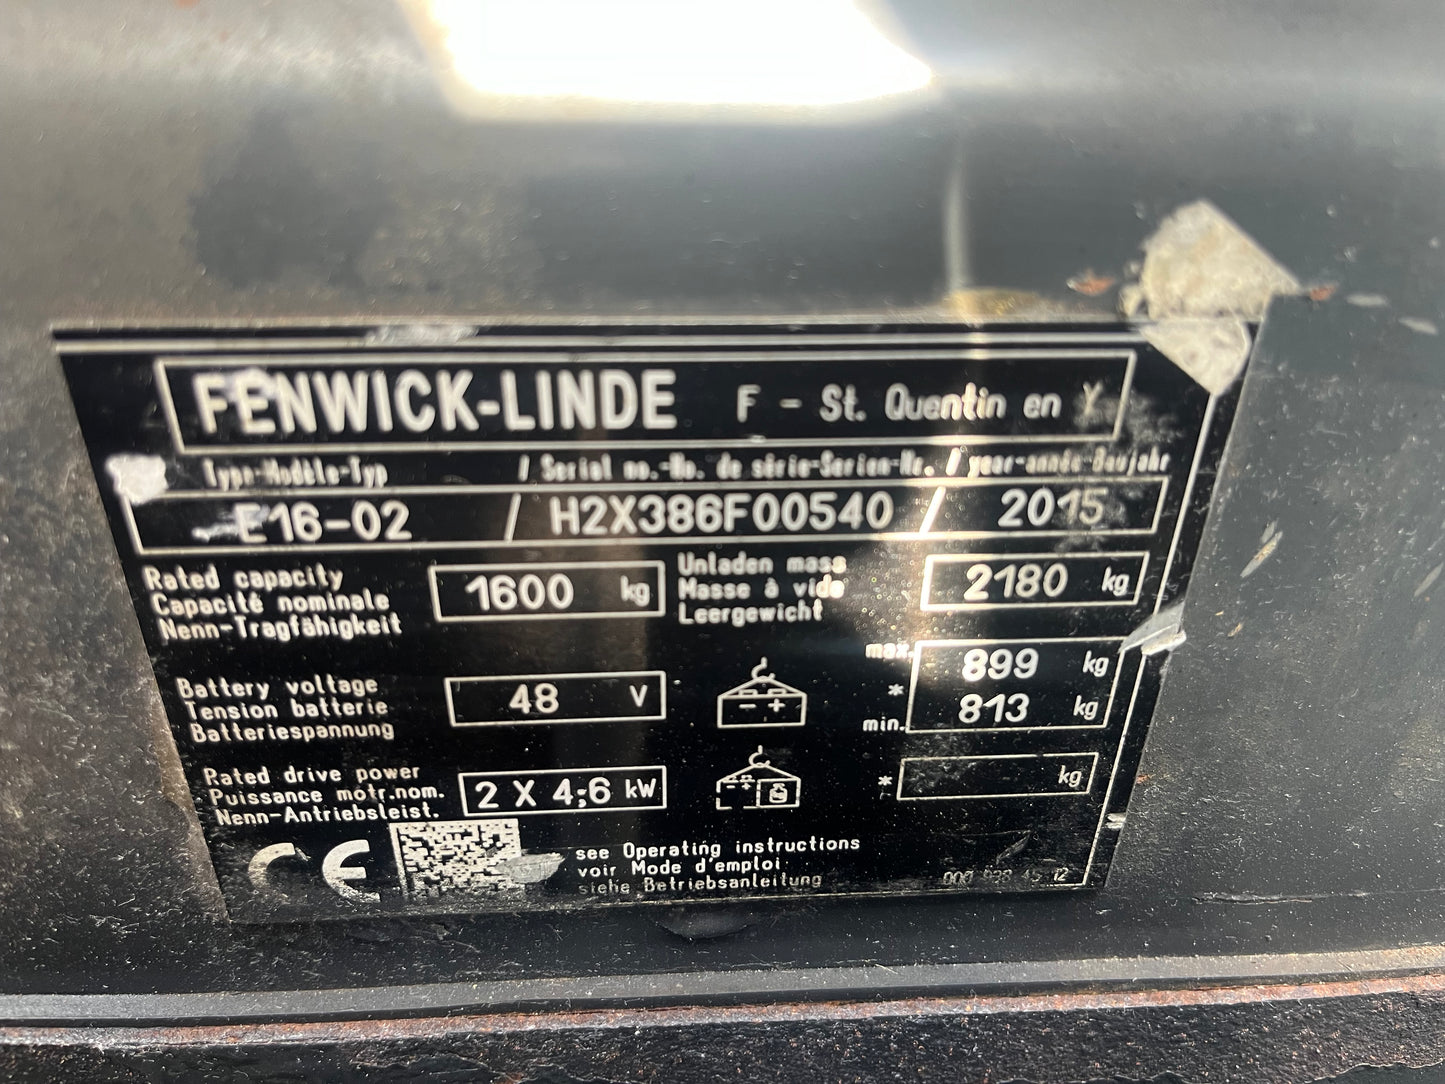 FENWICK-LINDE F - St. Quentin en Y
Type-Modèle-Typ / Serial no.-No. de série-Serien-Nr. / year-année-Baujahr
E16-02 / H2X386F00540 / 2015
Rated capacity
Capacité nominale
Nenn-Tragfähigkeit
1600 kg
Unladen mass
Masse à vide
Leergewicht
2180 kg
Battery voltage
Tension batterie
Batteriespannung
48 V
max. 899 kg
*
min. 813 kg
Rated drive power
Puissance motr.nom.
Nenn-Antriebsleist.
2 X 4,6 kW
* kg
CE
see Operating instructions
voir Mode d'emploi
siehe Betriebsanleitung